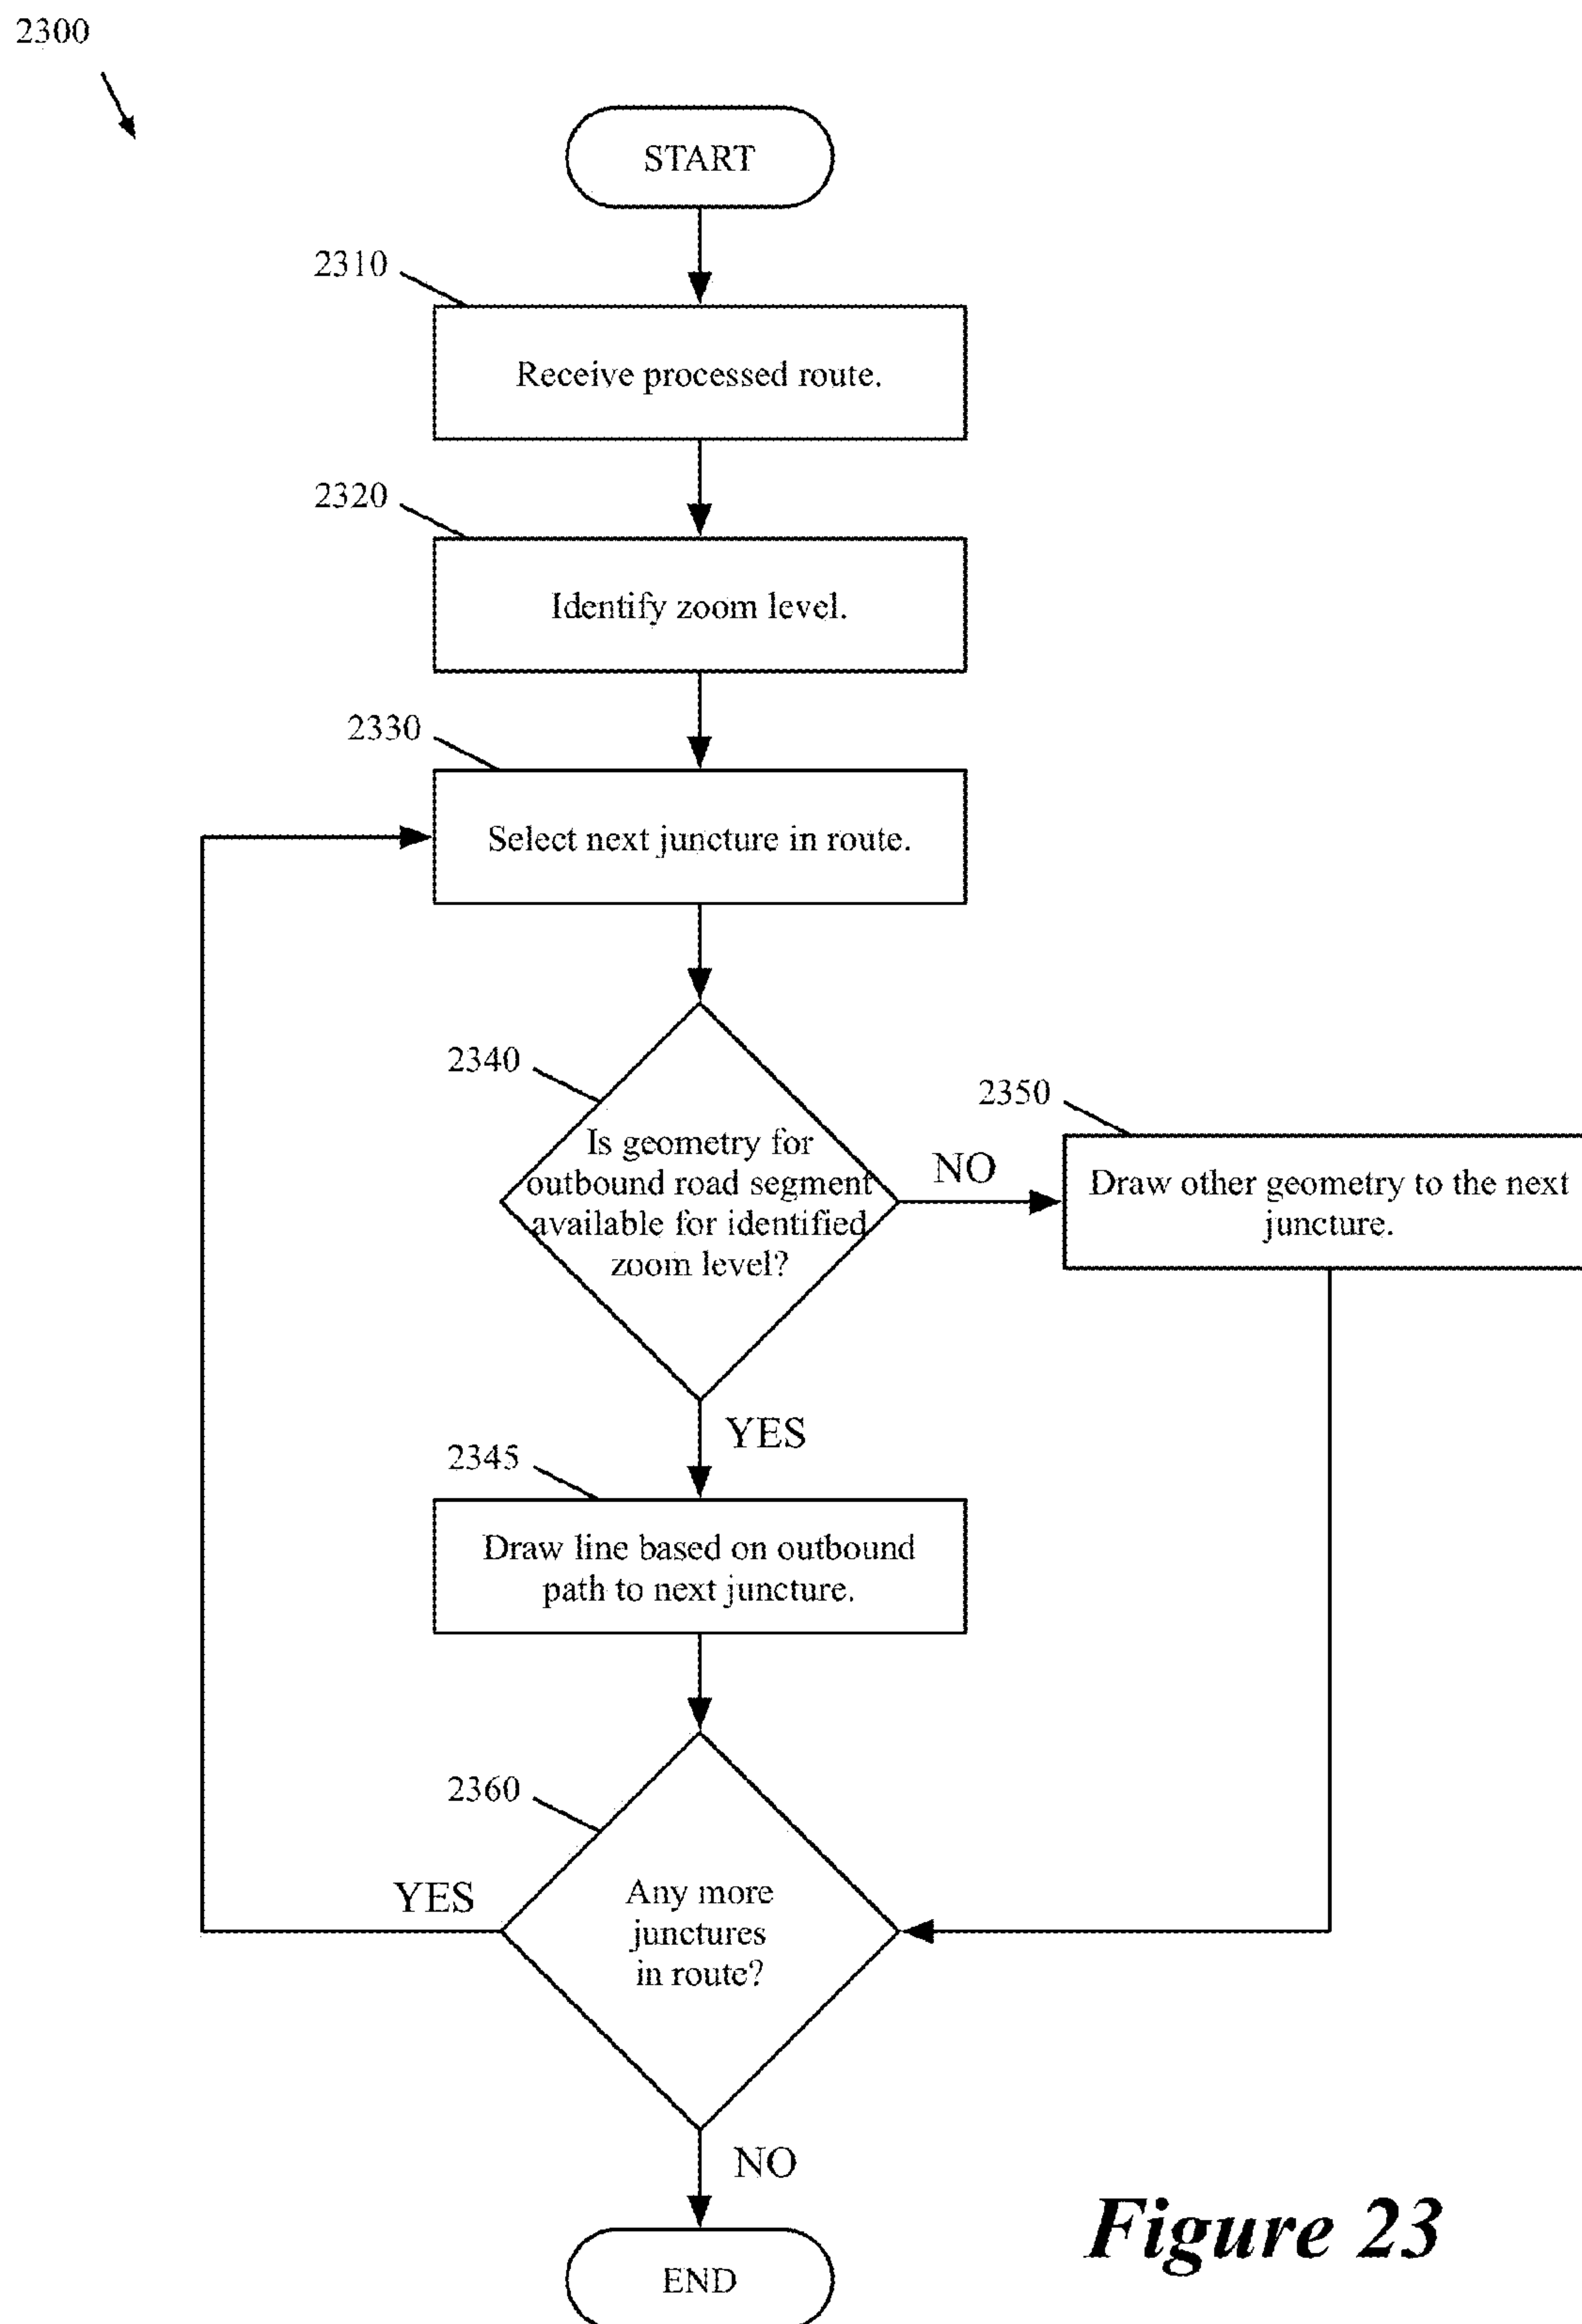 2300
START
2310
Receive processed route.
2320
Identify zoom level.
2330
Select next juncture in route.
2340
Is geometry for
outbound road segment
available for identified
zoom level?
NO
2350
Draw other geometry to the next
juncture.
YES
2345
Draw line based on outbound
path to next juncture.
2360
Any more
junctures
in route?
YES
NO
END
Figure 23